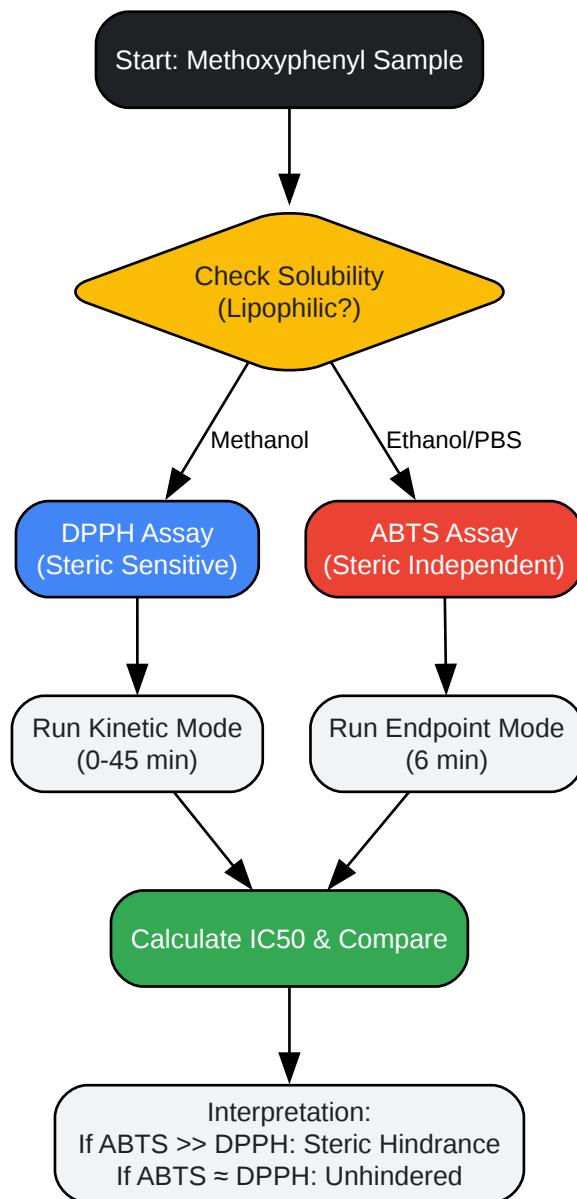 Start: Methoxyphenyl Sample
Check Solubility
(Lipophilic?)
Methanol
Ethanol/PBS
DPPH Assay
(Steric Sensitive)
ABTS Assay
(Steric Independent)
Run Kinetic Mode
(0-45 min)
Run Endpoint Mode
(6 min)
Calculate IC50 & Compare
Interpretation:
If ABTS >> DPPH: Steric Hindrance
If ABTS ≈ DPPH: Unhindered